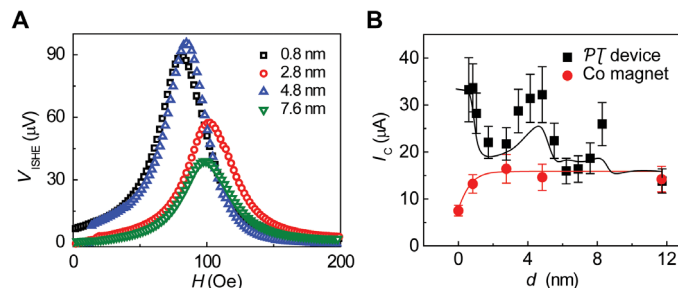 A
V_ISHE (μV)
90
60
30
0
0.8 nm
2.8 nm
4.8 nm
7.6 nm
0
100
200
H (Oe)
B
I_C (μA)
40
30
20
10
0
PT device
Co magnet
0
4
8
12
d (nm)